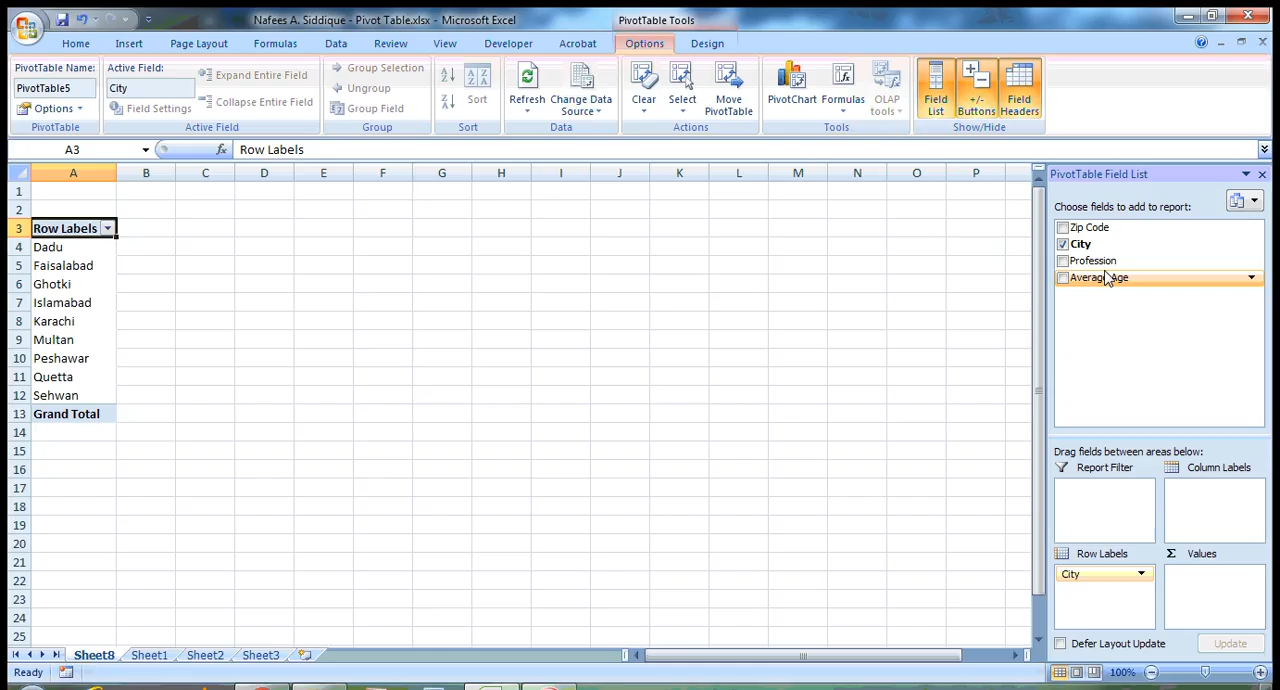 Nafees A. Siddique - Pivot Table.xlsx - Microsoft Excel
PivotTable Tools
Home Insert Page Layout Formulas Data Review View Developer Acrobat Options Design
PivotTable Name:
PivotTable5
Options
PivotTable
Active Field:
City
Field Settings
Expand Entire Field
Collapse Entire Field
Active Field
Group Selection
Ungroup
Group Field
Group
A Z
Z A
Sort
Sort
Refresh
Change Data
Source
Data
Clear
Select
Move
PivotTable
Actions
PivotChart
Formulas
OLAP
tools
Tools
Field
List
+/-
Buttons
Field
Headers
Show/Hide
A3
fx
Row Labels
A B C D E F G H I J K L M N O P
1
2
3 Row Labels
4 Dadu
5 Faisalabad
6 Ghotki
7 Islamabad
8 Karachi
9 Multan
10 Peshawar
11 Quetta
12 Sehwan
13 Grand Total
14
15
16
17
18
19
20
21
22
23
24
25
PivotTable Field List
Choose fields to add to report:
Zip Code
City
Profession
Average Age
Drag fields between areas below:
Report Filter
Column Labels
Row Labels
Σ Values
City
Defer Layout Update
Update
Sheet8 Sheet1 Sheet2 Sheet3
Ready
100%